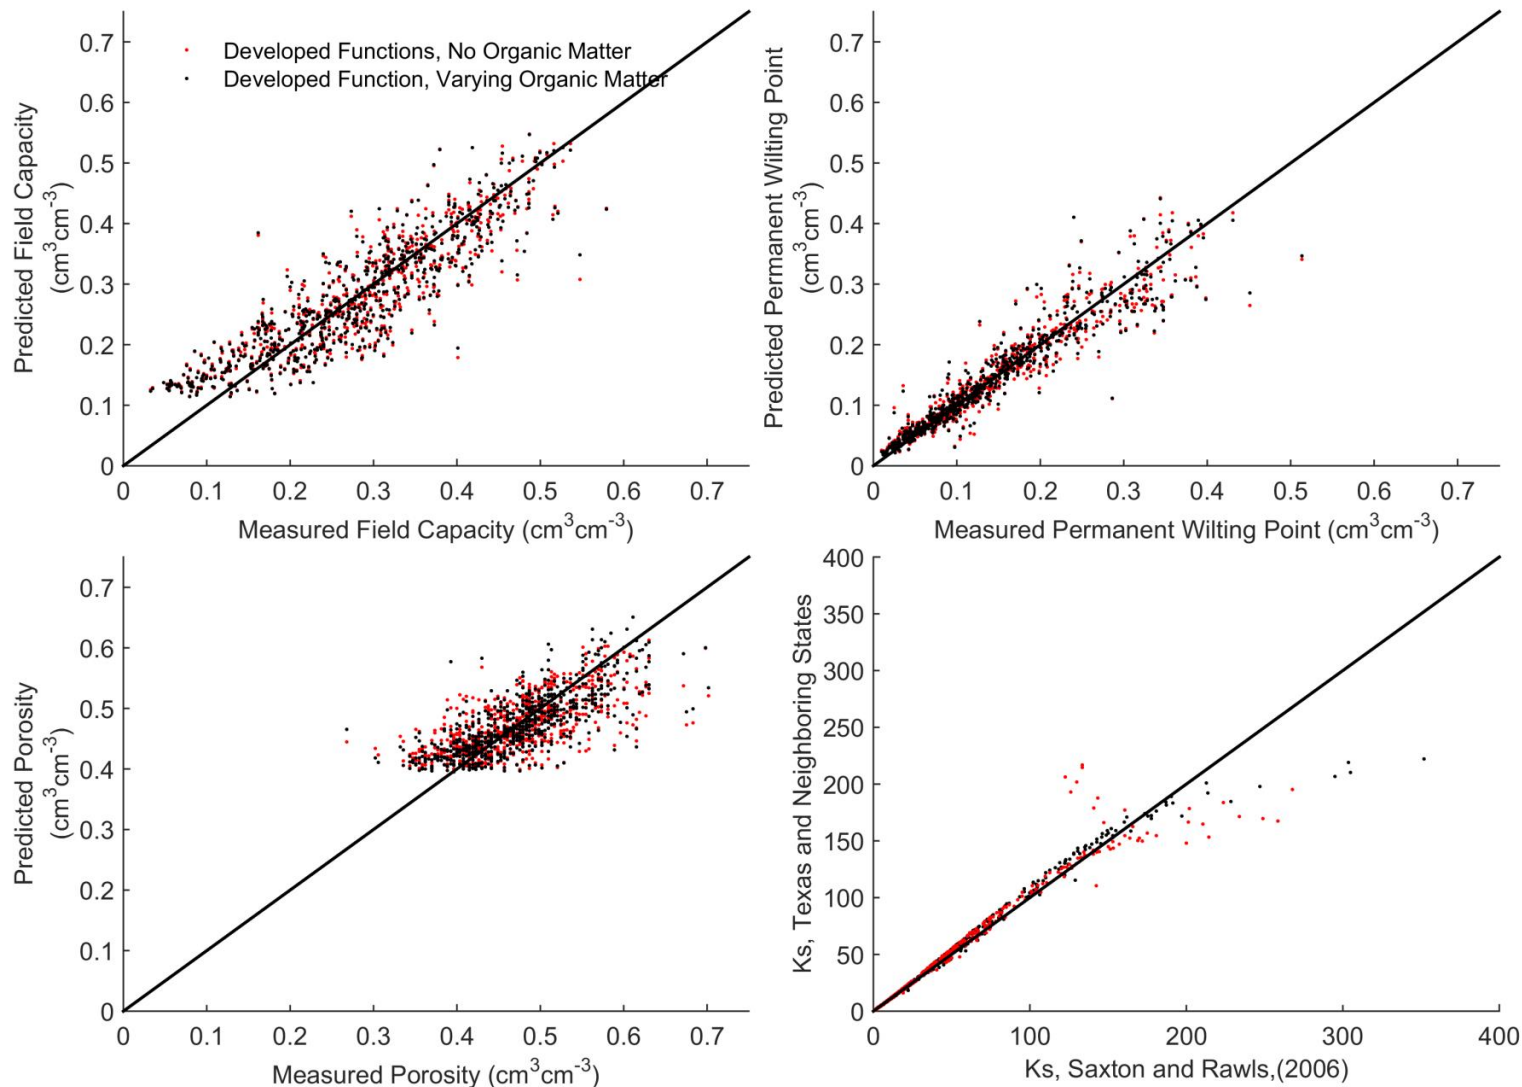 0.7
0.6
0.5
0.4
0.3
0.2
0.1
0
0 0.1 0.2 0.3 0.4 0.5 0.6 0.7
Predicted Field Capacity
(cm³cm⁻³)
Measured Field Capacity (cm³cm⁻³)
Developed Functions, No Organic Matter
Developed Function, Varying Organic Matter
0.7
0.6
0.5
0.4
0.3
0.2
0.1
0
0 0.1 0.2 0.3 0.4 0.5 0.6 0.7
Predicted Permanent Wilting Point
(cm³cm⁻³)
Measured Permanent Wilting Point (cm³cm⁻³)
0.7
0.6
0.5
0.4
0.3
0.2
0.1
0
0 0.1 0.2 0.3 0.4 0.5 0.6 0.7
Predicted Porosity
(cm³cm⁻³)
Measured Porosity (cm³cm⁻³)
400
350
300
250
200
150
100
50
0
0 100 200 300 400
Ks, Texas and Neighboring States
Ks, Saxton and Rawls,(2006)